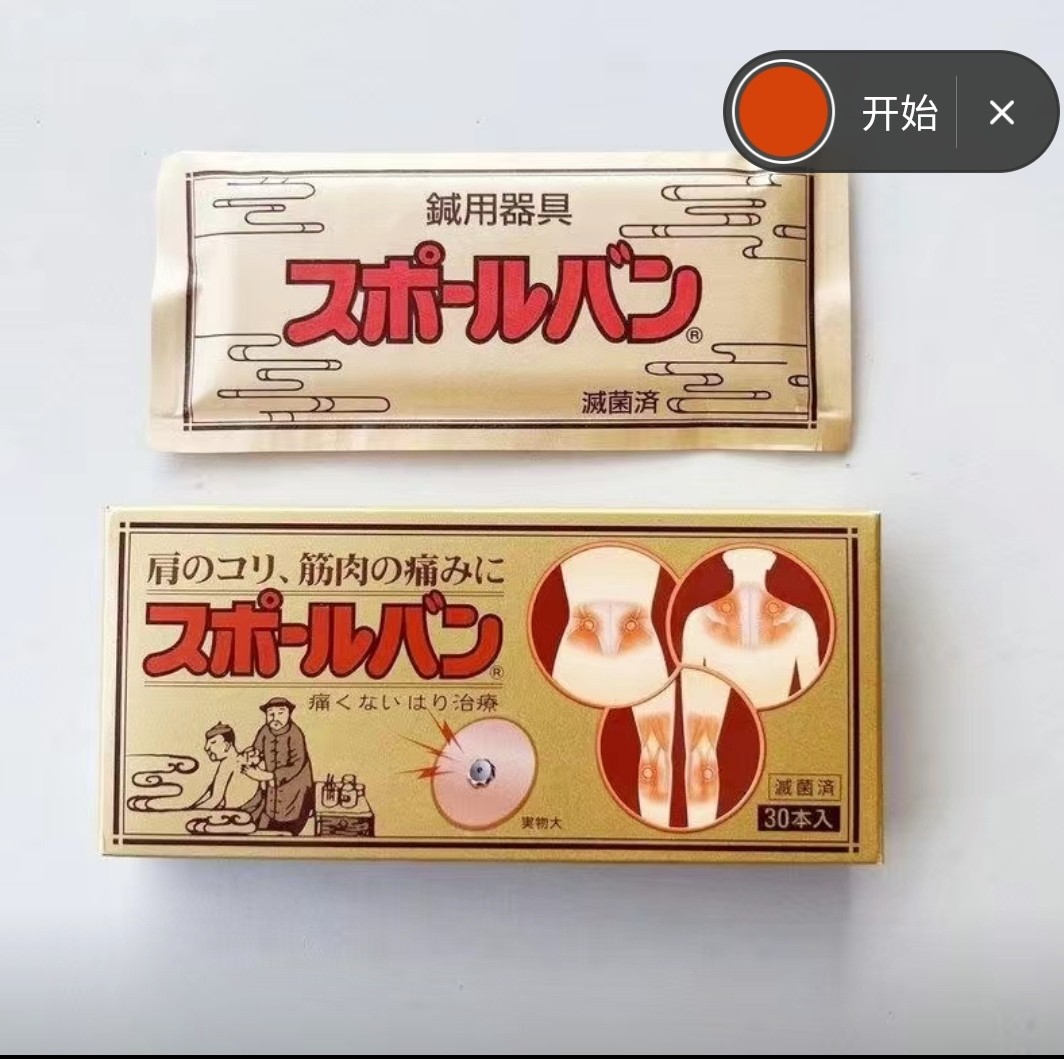 开始
鍼用器具
スポールバン®
滅菌済
肩のコリ、筋肉の痛みに
スポールバン®
痛くないはり治療
実物大
滅菌済
30本入